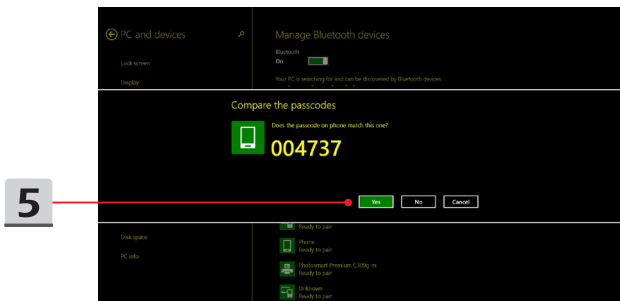 PC and devices
Lock screen
Display
Manage Bluetooth devices
Bluetooth
On
Your PC is searching for and can be discovered by Bluetooth devices.
Compare the passcodes
Does the passcode on phone match this one?
004737
5
Yes
No
Cancel
Disk space
PC info
Ready to pair
Phone
Ready to pair
Photosmart Premium C309g-m
Ready to pair
Unknown
Ready to pair